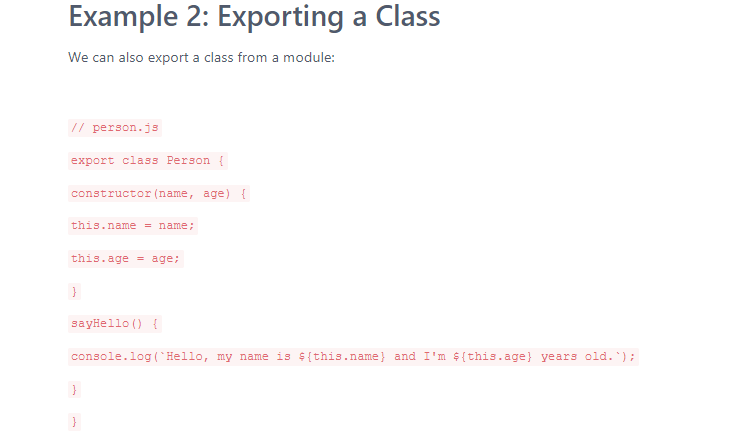 Example 2: Exporting a Class
We can also export a class from a module:
// person.js
export class Person {
constructor(name, age) {
this.name = name;
this.age = age;
}
sayHello() {
console.log(`Hello, my name is ${this.name} and I'm ${this.age} years old.`);
}
}